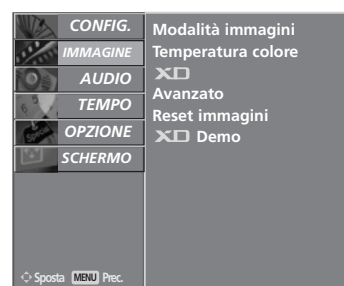 CONFIG.
IMMAGINE
AUDIO
TEMPO
OPZIONE
SCHERMO
Modalità immagini
Temperatura colore
XD
Avanzato
Reset immagini
XD Demo
Sposta MENU Prec.